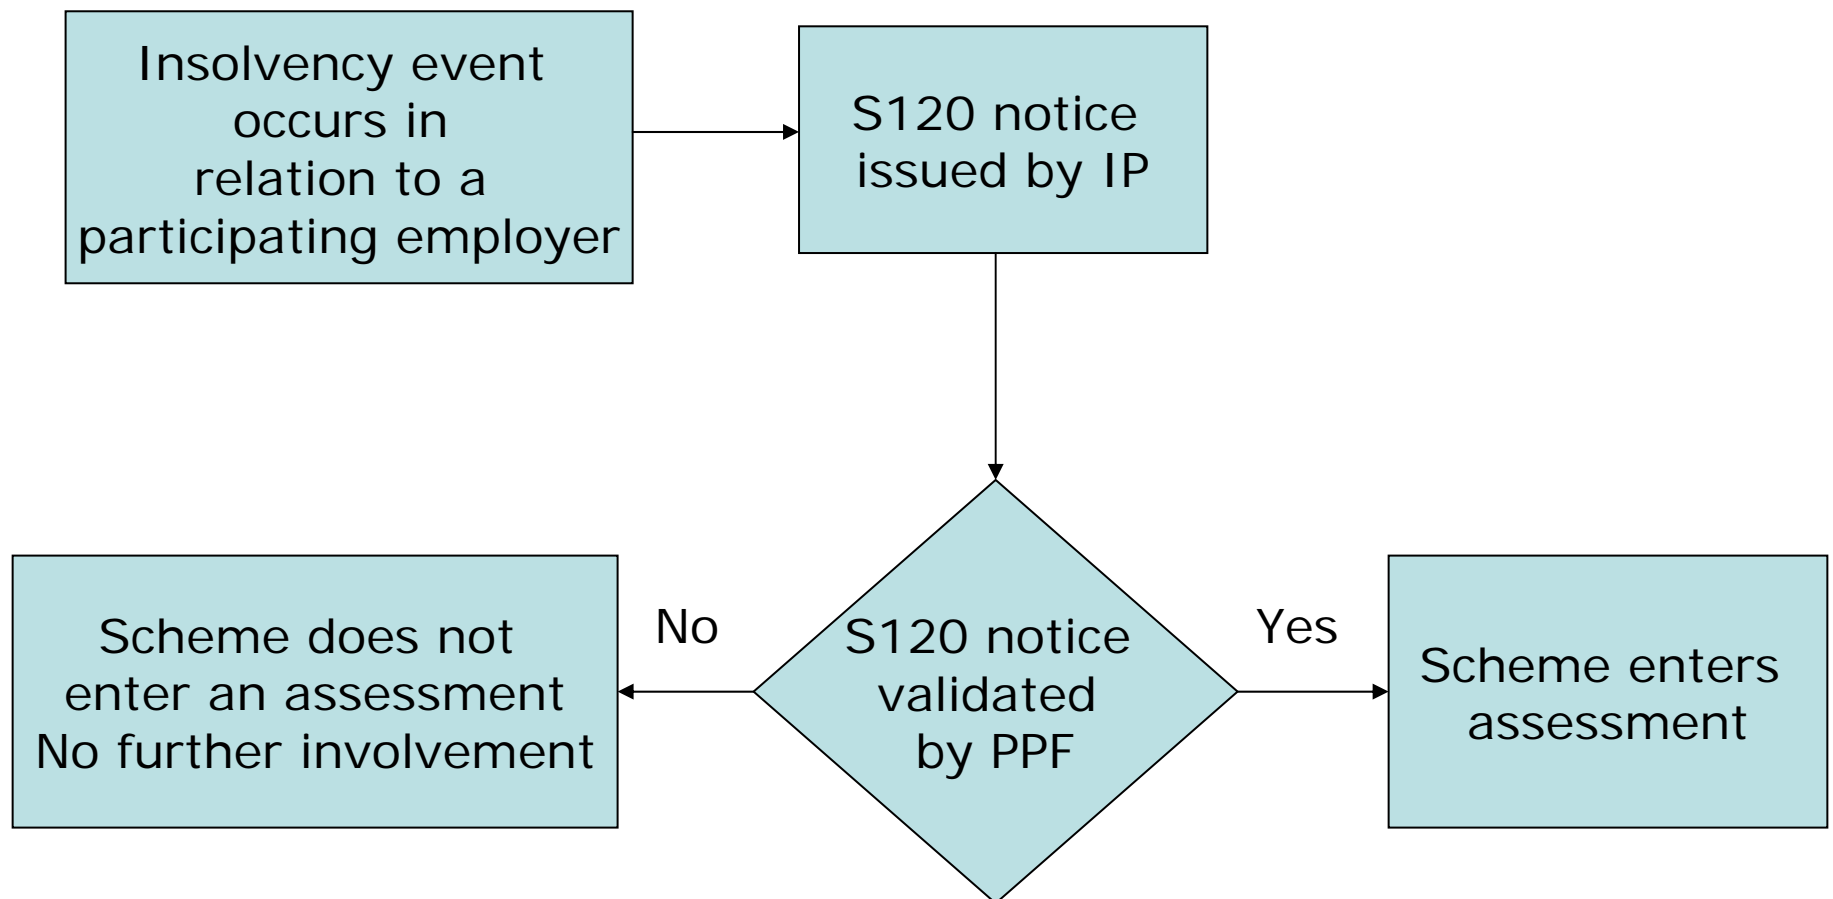 Insolvency event
occurs in
relation to a
participating employer
S120 notice
issued by IP
Scheme does not
enter an assessment
No further involvement
No
S120 notice
validated
by PPF
Yes
Scheme enters
assessment